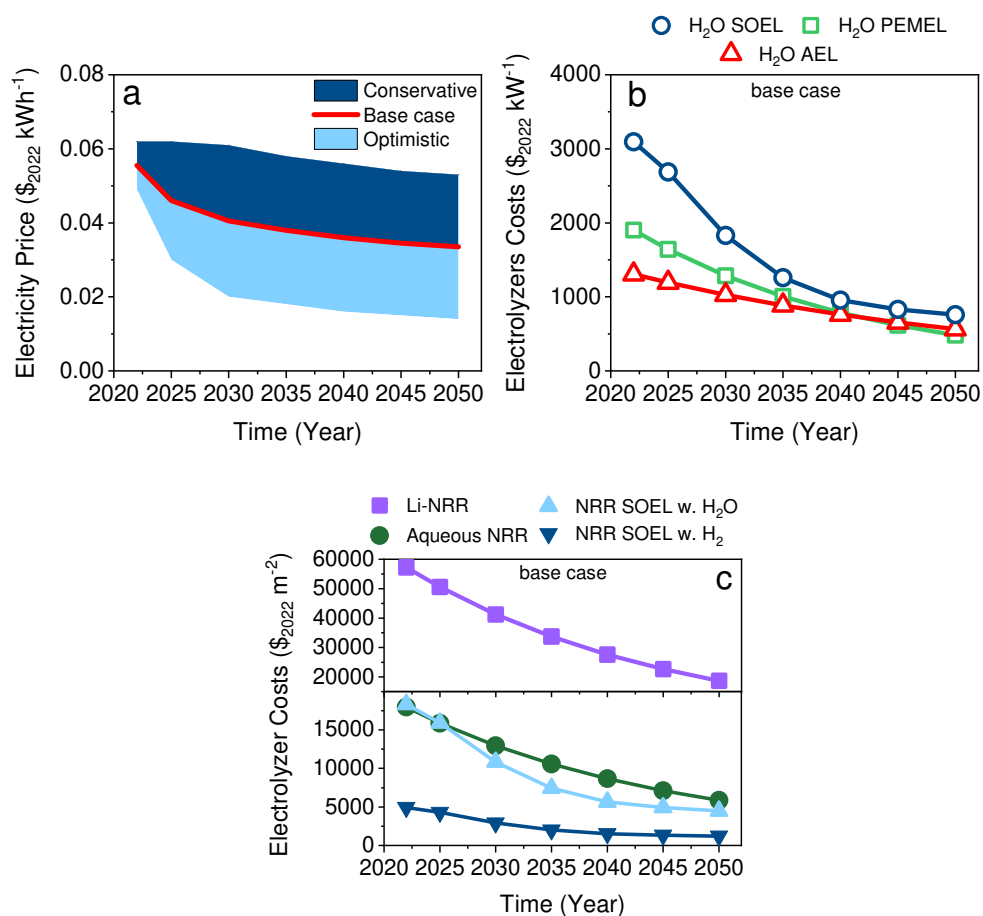 H₂O SOEL H₂O PEMEL
H₂O AEL
a
Conservative
Base case
Optimistic
0.08
0.06
0.04
0.02
0.00
Electricity Price ($₂₀₂₂ kWh⁻¹)
2020 2025 2030 2035 2040 2045 2050
Time (Year)
b
base case
4000
3000
2000
1000
0
Electrolyzers Costs ($₂₀₂₂ kW⁻¹)
2020 2025 2030 2035 2040 2045 2050
Time (Year)
Li-NRR NRR SOEL w. H₂O
Aqueous NRR NRR SOEL w. H₂
base case
c
60000
50000
40000
30000
20000
15000
10000
5000
0
Electrolyzer Costs ($₂₀₂₂ m⁻²)
2020 2025 2030 2035 2040 2045 2050
Time (Year)